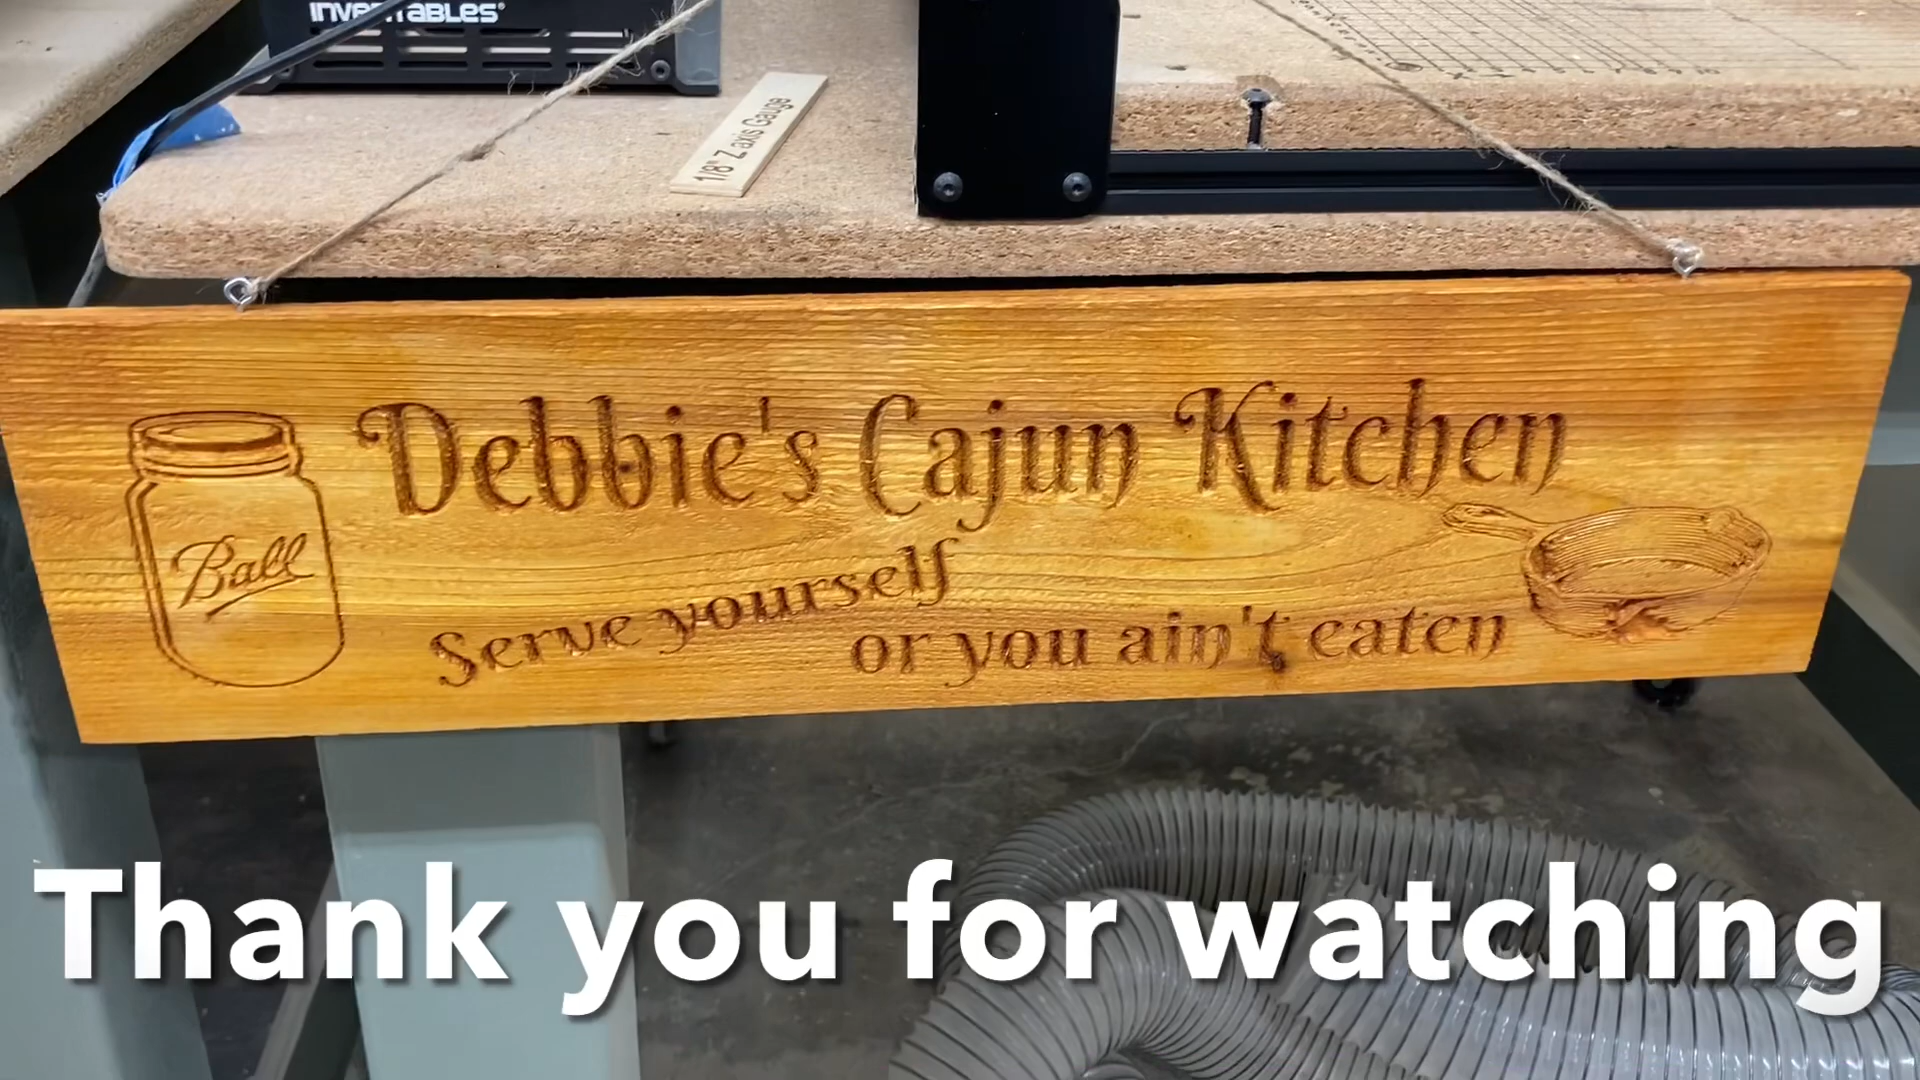 INVENTABLES®
1/8" Z axis Gauge
Debbie's Cajun Kitchen
Ball
Serve yourself
or you ain't eaten
Thank you for watching